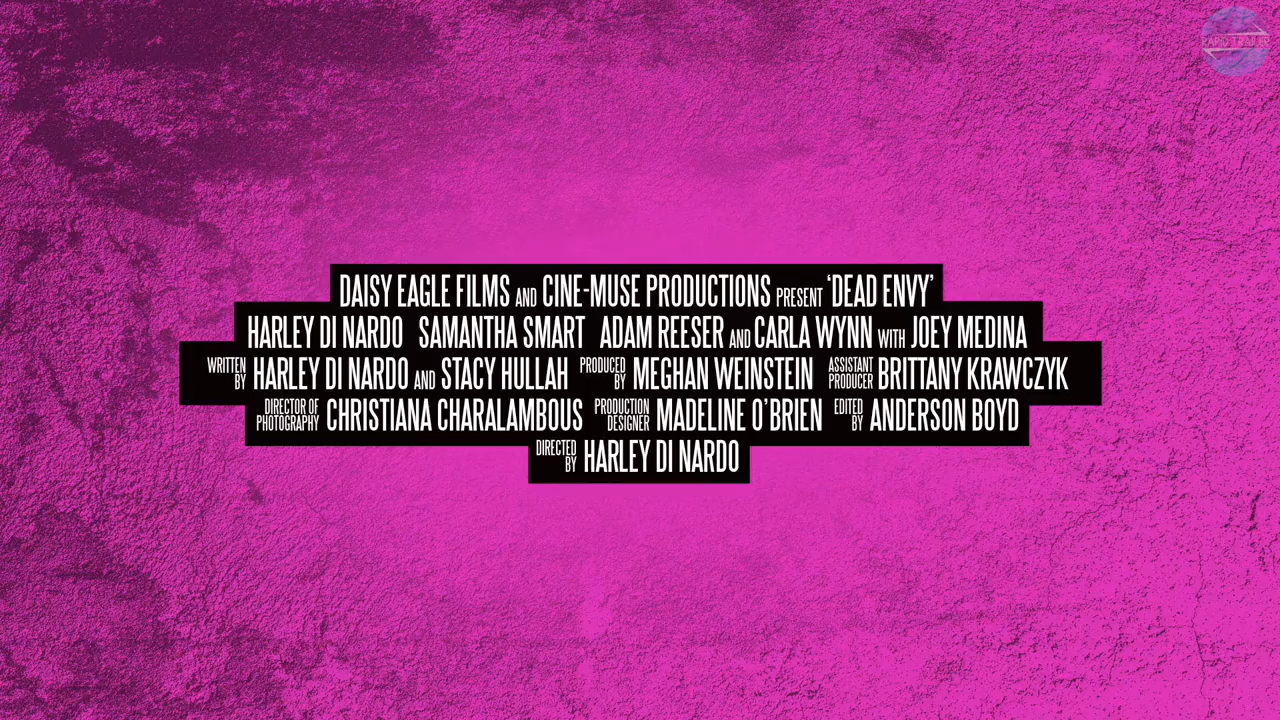 RAPID TRAILER
DAISY EAGLE FILMS AND CINE-MUSE PRODUCTIONS PRESENT ‘DEAD ENVY’
HARLEY DI NARDO SAMANTHA SMART ADAM REESER AND CARLA WYNN WITH JOEY MEDINA
WRITTEN BY HARLEY DI NARDO AND STACY HULLAH PRODUCED BY MEGHAN WEINSTEIN ASSISTANT PRODUCER BRITTANY KRAWCZYK
DIRECTOR OF PHOTOGRAPHY CHRISTIANA CHARALAMBOUS PRODUCTION DESIGNER MADELINE O’BRIEN EDITED BY ANDERSON BOYD
DIRECTED BY HARLEY DI NARDO